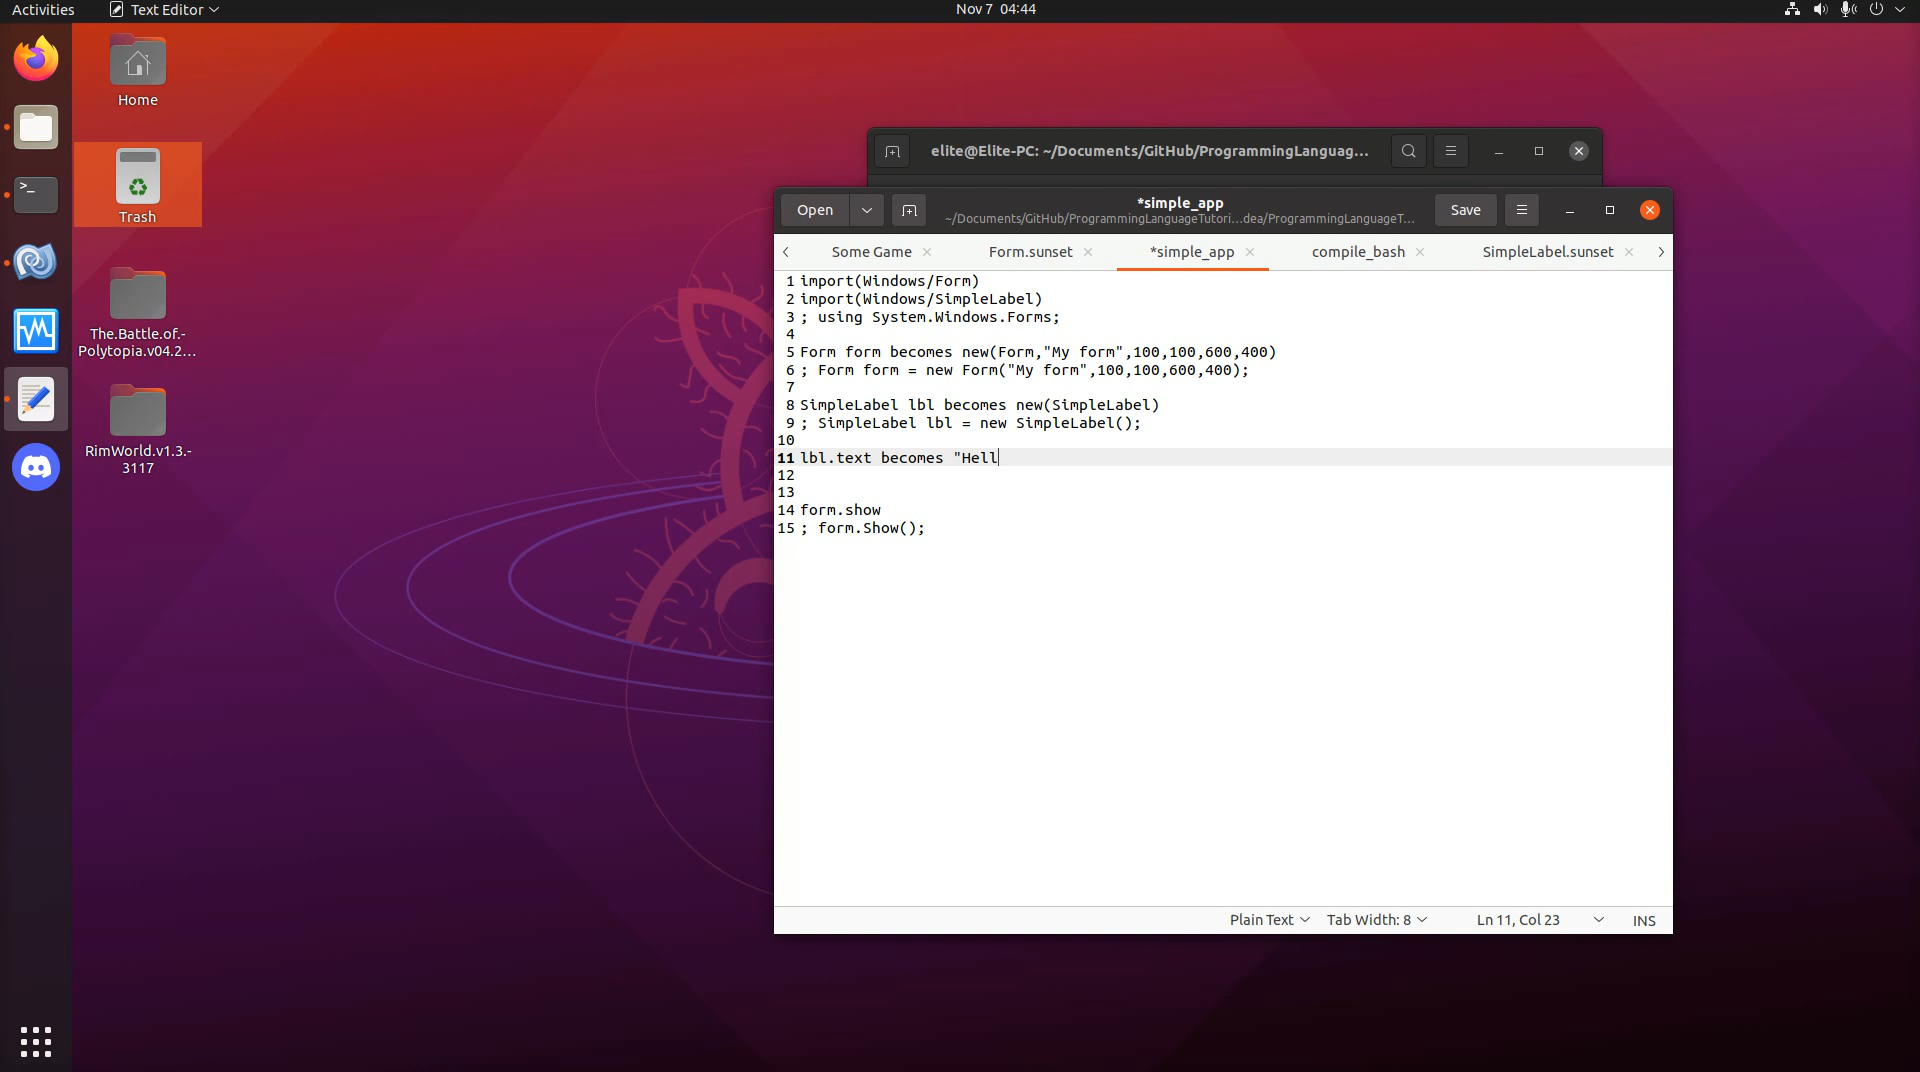 Activities
Text Editor
Nov 7 04:44
Home
Trash
The.Battle.of.-
Polytopia.v04.2...
RimWorld.v1.3.-
3117
elite@Elite-PC: ~/Documents/GitHub/ProgrammingLanguag...
Open
*simple_app
~/Documents/GitHub/ProgrammingLanguageTutori...dea/ProgrammingLanguageT...
Save
Some Game
Form.sunset
*simple_app
compile_bash
SimpleLabel.sunset
1 import(Windows/Form)
2 import(Windows/SimpleLabel)
3 ; using System.Windows.Forms;
4
5 Form form becomes new(Form,"My form",100,100,600,400)
6 ; Form form = new Form("My form",100,100,600,400);
7
8 SimpleLabel lbl becomes new(SimpleLabel)
9 ; SimpleLabel lbl = new SimpleLabel();
10
11 lbl.text becomes "Hell
12
13
14 form.show
15 ; form.Show();
Plain Text
Tab Width: 8
Ln 11, Col 23
INS